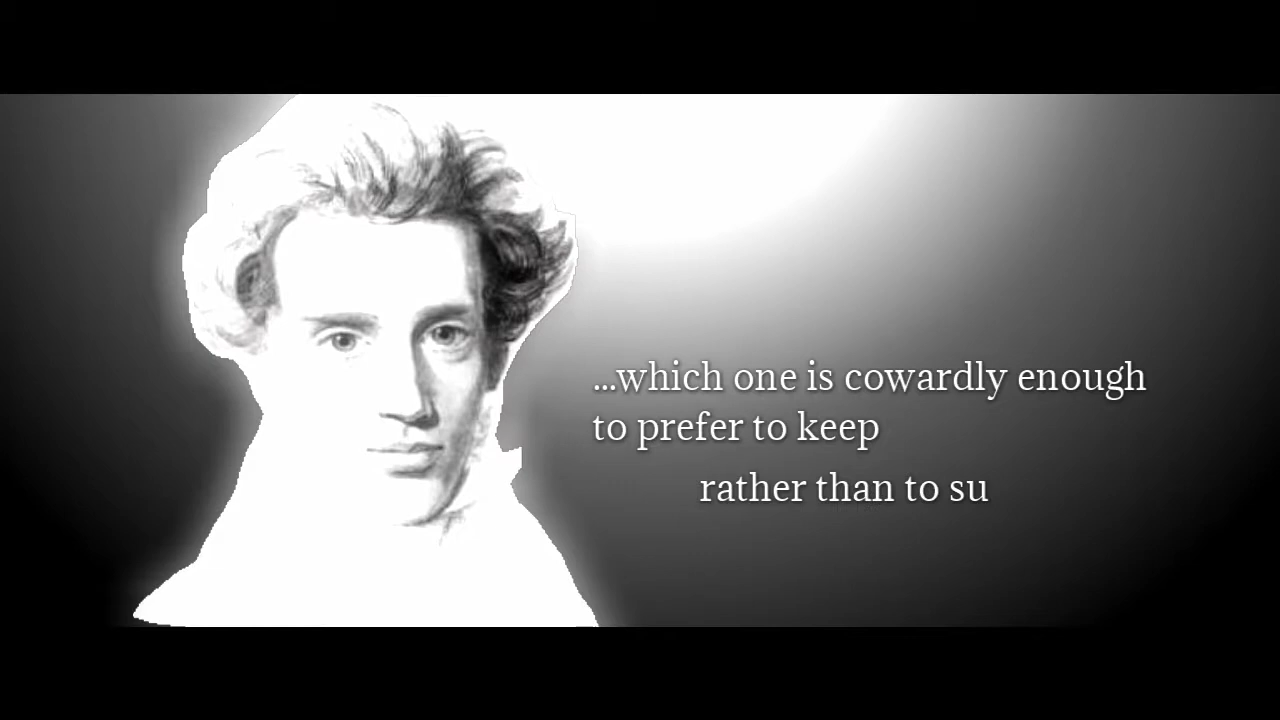 ...which one is cowardly enough
to prefer to keep
rather than to su